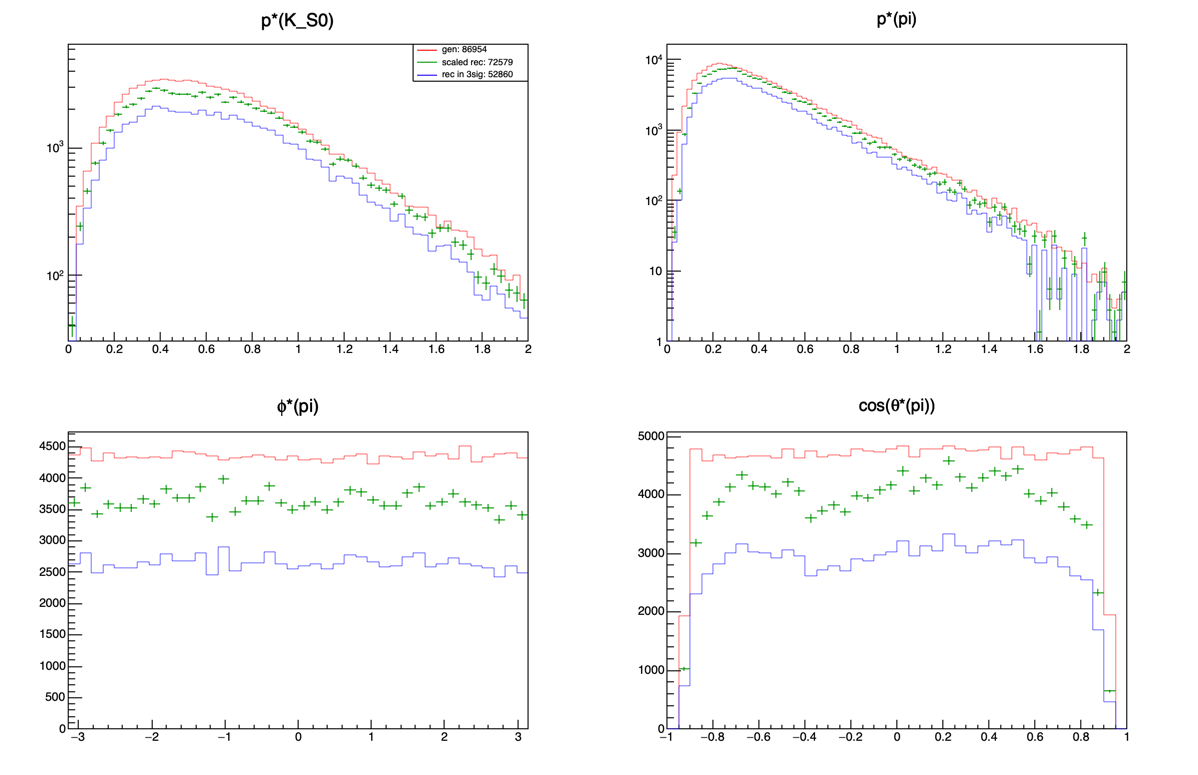 p*(K_S0)
gen: 86954
scaled rec: 72579
rec in 3sig: 52860
10³
10²
0 0.2 0.4 0.6 0.8 1 1.2 1.4 1.6 1.8 2
p*(pi)
10⁴
10³
10²
10
1
0 0.2 0.4 0.6 0.8 1 1.2 1.4 1.6 1.8 2
ϕ*(pi)
4500
4000
3500
3000
2500
2000
1500
1000
500
0
−3 −2 −1 0 1 2 3
cos(θ*(pi))
5000
4000
3000
2000
1000
0
−1 −0.8 −0.6 −0.4 −0.2 0 0.2 0.4 0.6 0.8 1